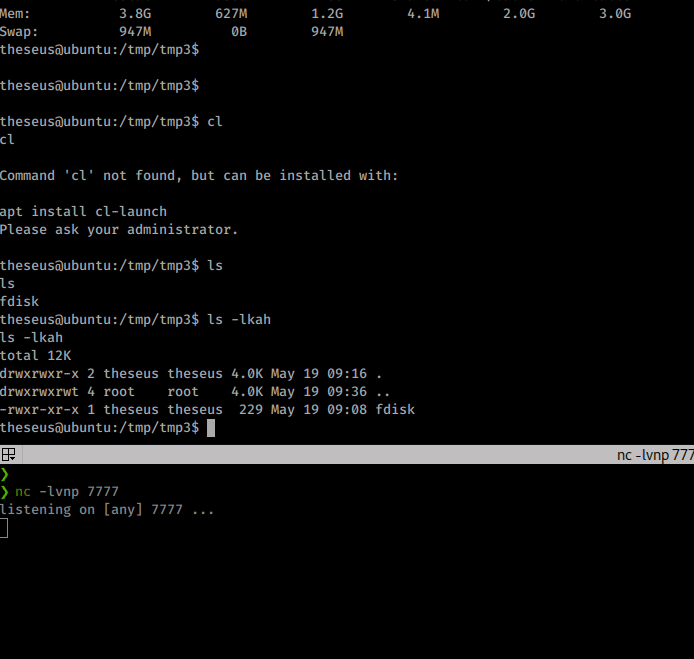 Mem: 3.8G 627M 1.2G 4.1M 2.0G 3.0G
Swap: 947M 0B 947M
theseus@ubuntu:/tmp/tmp3$
theseus@ubuntu:/tmp/tmp3$
theseus@ubuntu:/tmp/tmp3$ cl
cl
Command 'cl' not found, but can be installed with:
apt install cl-launch
Please ask your administrator.
theseus@ubuntu:/tmp/tmp3$ ls
ls
fdisk
theseus@ubuntu:/tmp/tmp3$ ls -lkah
ls -lkah
total 12K
drwxrwxr-x 2 theseus theseus 4.0K May 19 09:16 .
drwxrwxrwt 4 root root 4.0K May 19 09:36 ..
-rwxr-xr-x 1 theseus theseus 229 May 19 09:08 fdisk
theseus@ubuntu:/tmp/tmp3$
nc -lvnp 777
❯
❯ nc -lvnp 7777
listening on [any] 7777 ...